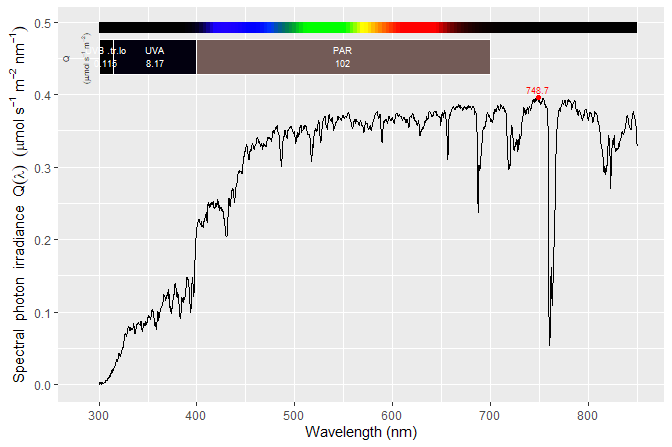 0.5
0.4
0.3
0.2
0.1
0.0
Spectral photon irradiance Q(λ) (μmol s⁻¹ m⁻² nm⁻¹)
Q
(μmol s⁻¹ m⁻²)
B .tr.lo UVA PAR
.115 8.17 102
748.7
300 400 500 600 700 800
Wavelength (nm)